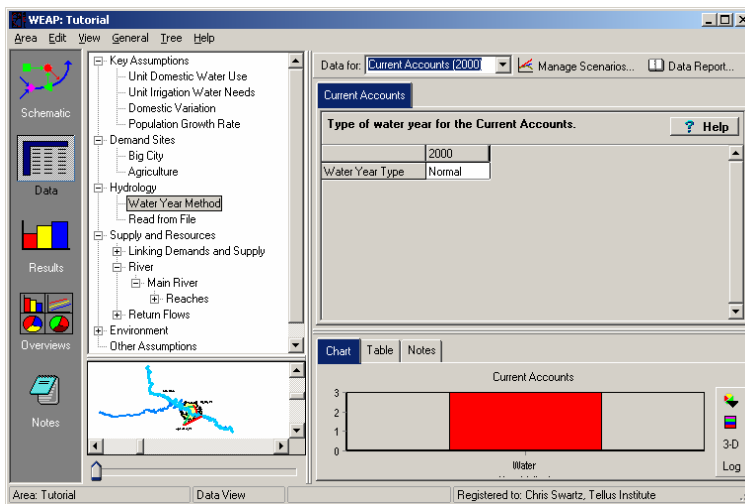 WEAP: Tutorial
Area Edit View General Tree Help
Schematic
Data
Results
Overviews
Notes
Key Assumptions
Unit Domestic Water Use
Unit Irrigation Water Needs
Domestic Variation
Population Growth Rate
Demand Sites
Big City
Agriculture
Hydrology
Water Year Method
Read from File
Supply and Resources
Linking Demands and Supply
River
Main River
Reaches
Return Flows
Environment
Other Assumptions
Data for: Current Accounts (2000) Manage Scenarios... Data Report...
Current Accounts
Type of water year for the Current Accounts. ? Help
2000
Water Year Type Normal
Chart Table Notes
Current Accounts
3
2
1
0
Water
3-D
Log
Area: Tutorial Data View Registered to: Chris Swartz, Tellus Institute